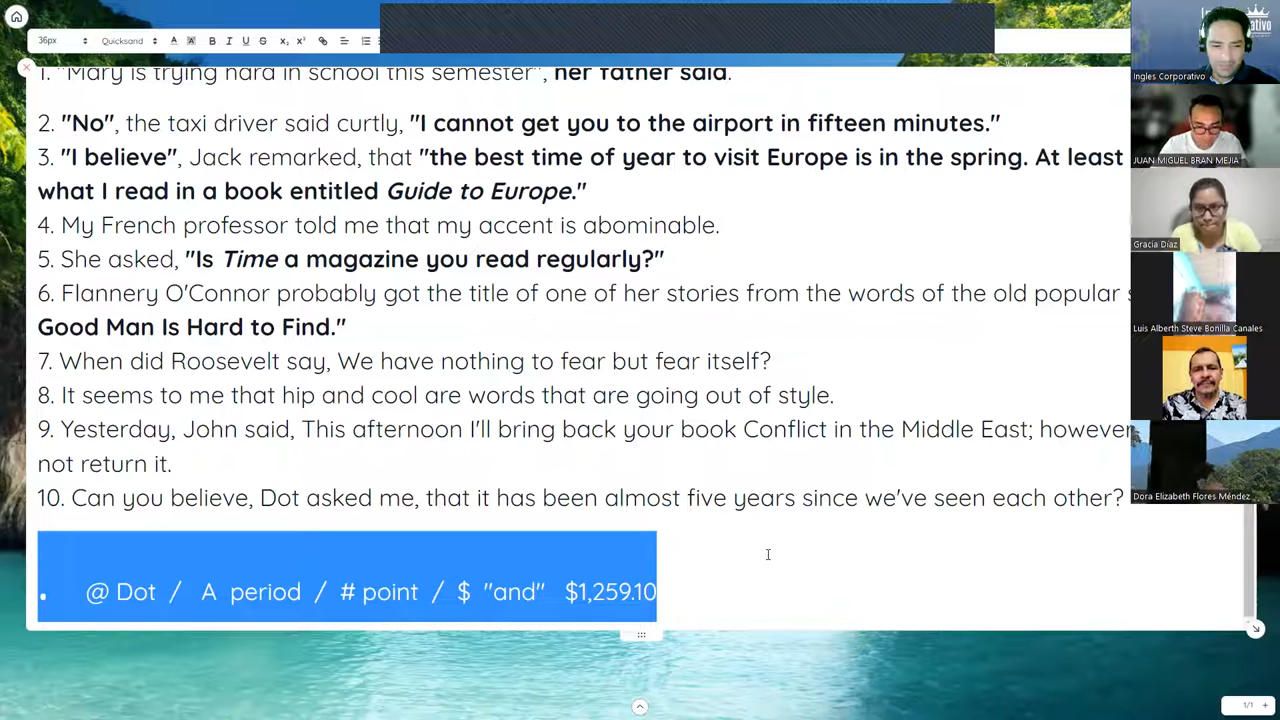 36px Quicksand A A B I U S X₂ X²
Ingles Corporativo
1. "Mary is trying hard in school this semester", her father said.
2. "No", the taxi driver said curtly, "I cannot get you to the airport in fifteen minutes."
JUAN MIGUEL BRAN MEJIA
3. "I believe", Jack remarked, that "the best time of year to visit Europe is in the spring. At least
what I read in a book entitled Guide to Europe."
4. My French professor told me that my accent is abominable.
Gracia Díaz
5. She asked, "Is Time a magazine you read regularly?"
6. Flannery O'Connor probably got the title of one of her stories from the words of the old popular s
Good Man Is Hard to Find."
Luis Alberth Steve Bonilla Canales
7. When did Roosevelt say, We have nothing to fear but fear itself?
8. It seems to me that hip and cool are words that are going out of style.
9. Yesterday, John said, This afternoon I'll bring back your book Conflict in the Middle East; however
not return it.
10. Can you believe, Dot asked me, that it has been almost five years since we've seen each other?
Dora Elizabeth Flores Méndez
. @ Dot / A period / # point / $ "and" $1,259.10
1/1 +